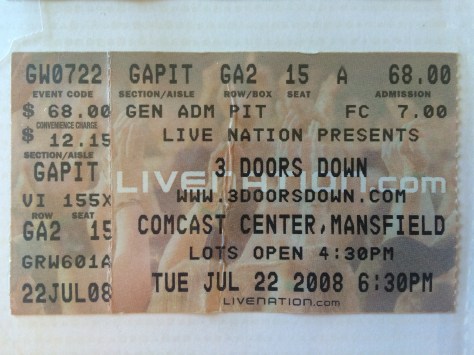 GW0722 GAPIT GA2 15 A 68.00
EVENT CODE SECTION/AISLE ROW/BOX SEAT ADMISSION
$ 68.00 GEN ADM PIT FC 7.00
CONVENIENCE CHARGE
$ 12.15 LIVE NATION PRESENTS
SECTION/AISLE 3 DOORS DOWN
GAPIT LIVENATION.com
VI 155X WWW.3DOORSDOWN.COM
ROW/BOX SEAT
GA2 15 COMCAST CENTER,MANSFIELD
GRW601A LOTS OPEN 4:30PM
22JUL08 TUE JUL 22 2008 6:30PM
LIVENATION.com